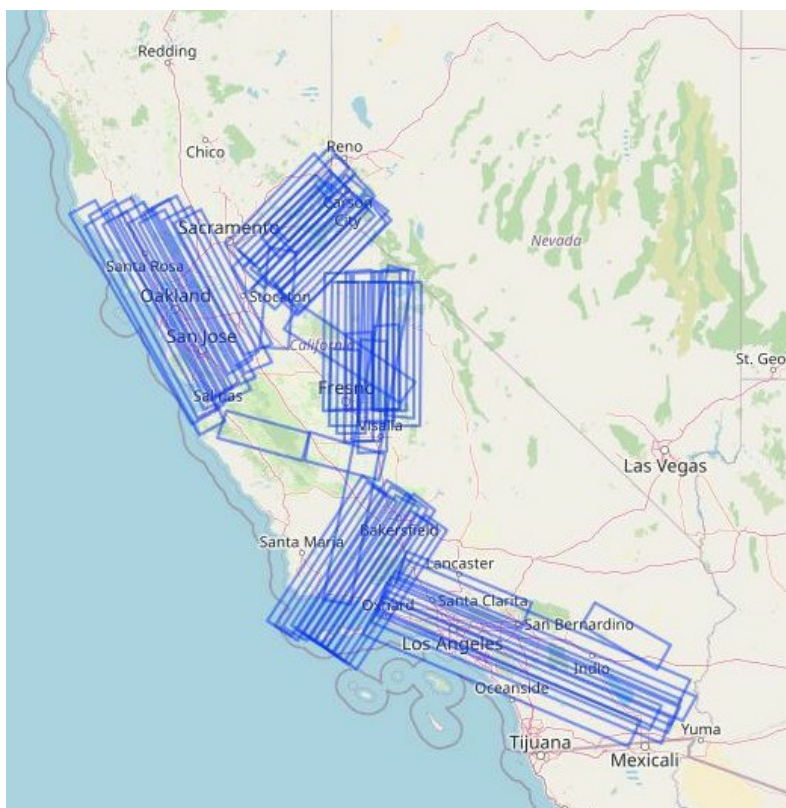 Redding
Chico
Reno
Carson
City
Sacramento
Nevada
Santa Rosa
Oakland
Stockton
San Jose
California
St. Geo
Salinas
Fresno
Visalia
Las Vegas
Bakersfield
Santa Maria
Lancaster
Oxnard
Santa Clarita
San Bernardino
Los Angeles
Indio
Oceanside
Yuma
Tijuana
Mexicali